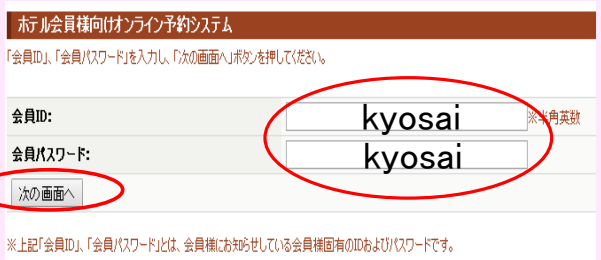 ホテル会員様向けオンライン予約システム
「会員ID」、「会員パスワード」を入力し、「次の画面へ」ボタンを押してください。
会員ID: kyosai ※半角英数
会員パスワード: kyosai
次の画面へ
※上記「会員ID」、「会員パスワード」とは、会員様にお知らせしている会員様固有のIDおよびパスワードです。